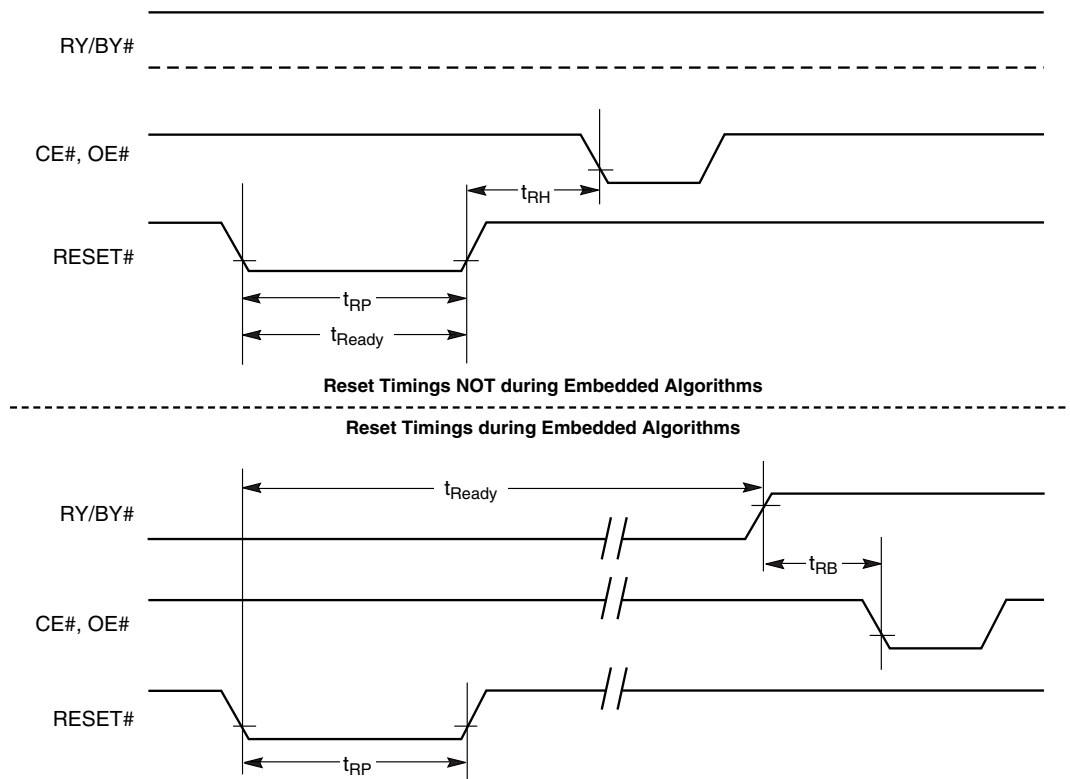 RY/BY#
CE#, OE#
tRH
RESET#
tRP
tReady
Reset Timings NOT during Embedded Algorithms
Reset Timings during Embedded Algorithms
tReady
RY/BY#
tRB
CE#, OE#
RESET#
tRP